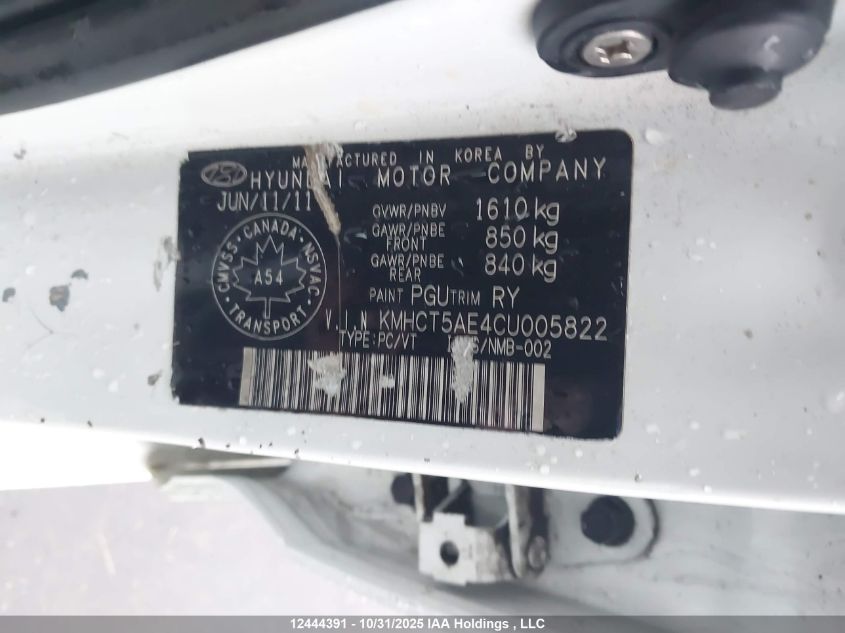 MANUFACTURED IN KOREA BY
HYUNDAI MOTOR COMPANY
JUN/11/11
GVWR/PNBV 1610 kg
GAWR/PNBE FRONT 850 kg
GAWR/PNBE REAR 840 kg
PAINT PGU TRIM RY
CMVSS · CANADA · NSVAC
A54
· TRANSPORT ·
V.I.N KMHCT5AE4CU005822
TYPE:PC/VT /NMB-002
12444391 - 10/31/2025 IAA Holdings , LLC